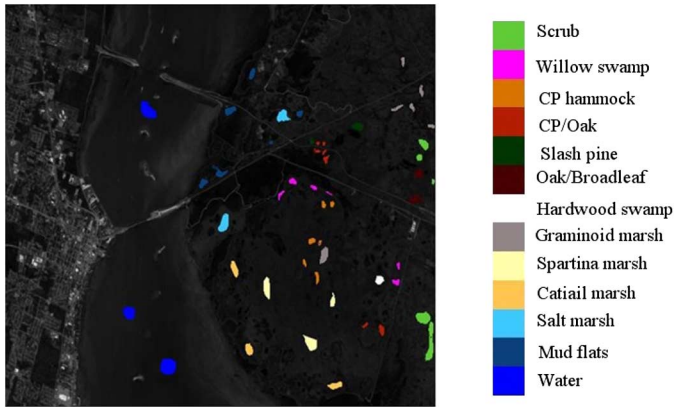 Scrub
Willow swamp
CP hammock
CP/Oak
Slash pine
Oak/Broadleaf
Hardwood swamp
Graminoid marsh
Spartina marsh
Catiail marsh
Salt marsh
Mud flats
Water